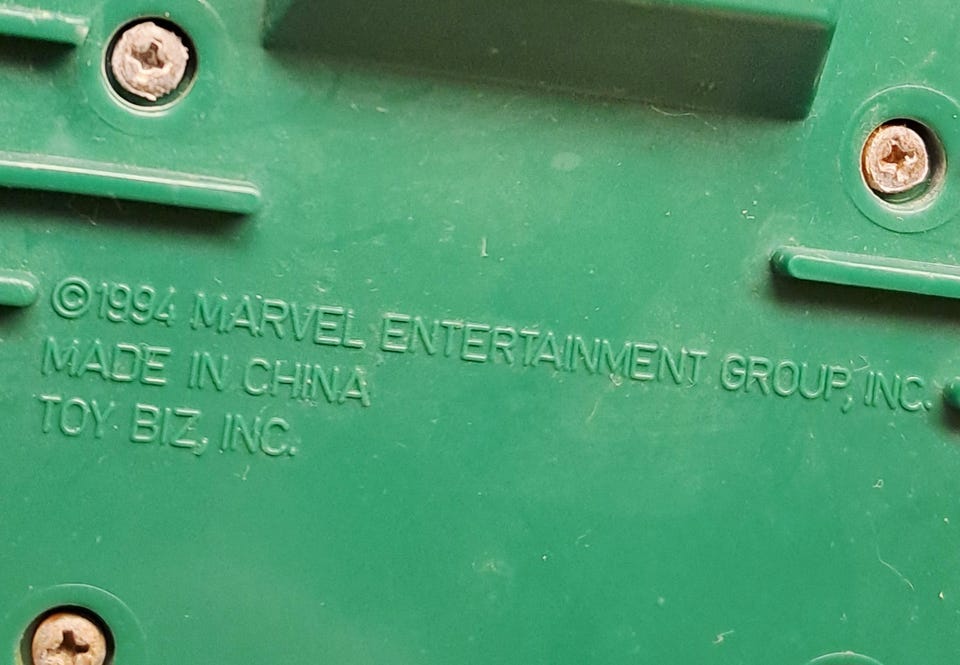 ©1994 MARVEL ENTERTAINMENT GROUP, INC.
MADE IN CHINA
TOY BIZ, INC.